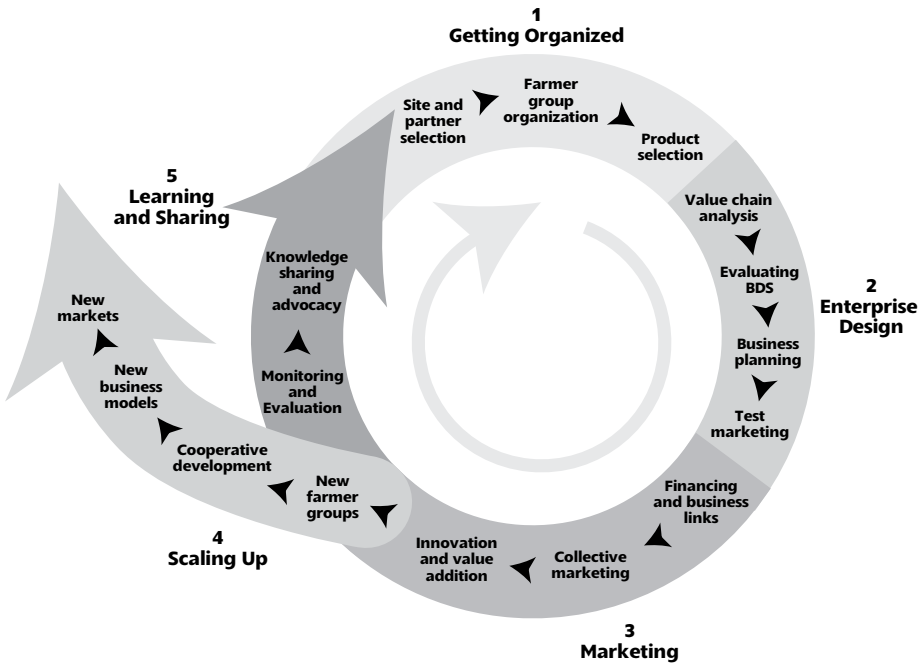 1
Getting Organized
Site and
partner
selection
Farmer
group
organization
Product
selection
Value chain
analysis
Evaluating
BDS
Business
planning
Test
marketing
2
Enterprise
Design
Financing
and business
links
Collective
marketing
Innovation
and value
addition
3
Marketing
New
farmer
groups
Cooperative
development
New
business
models
New
markets
4
Scaling Up
Monitoring
and
Evaluation
Knowledge
sharing
and
advocacy
5
Learning
and Sharing